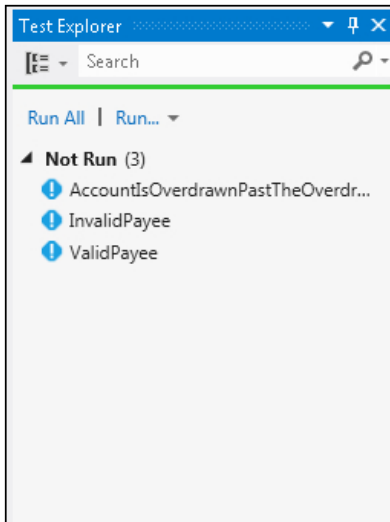 Test Explorer
Search
Run All | Run...
Not Run (3)
AccountIsOverdrawnPastTheOverdr...
InvalidPayee
ValidPayee